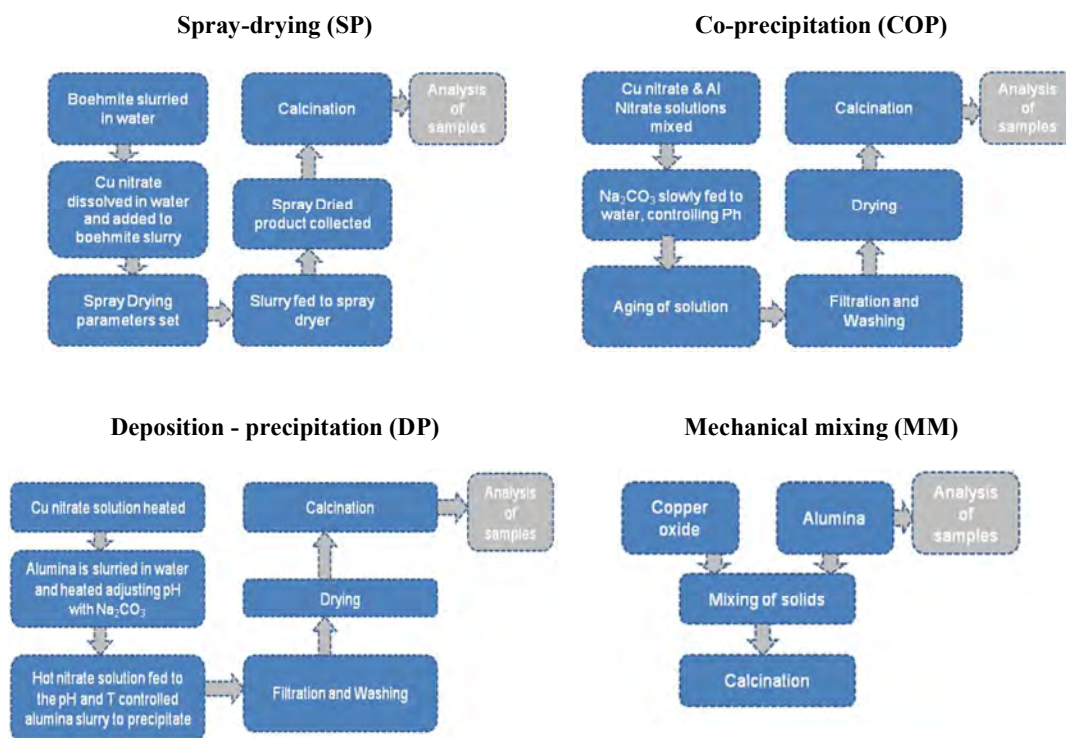 Spray-drying (SP)
Boehmite slurried
in water
Cu nitrate
dissolved in water
and added to
boehmite slurry
Spray Drying
parameters set
Slurry fed to spray
dryer
Spray Dried
product collected
Calcination
Analysis
of
samples
Co-precipitation (COP)
Cu nitrate & Al
Nitrate solutions
mixed
Na₂CO₃ slowly fed to
water, controlling Ph
Aging of solution
Filtration and
Washing
Drying
Calcination
Analysis
of
samples
Deposition - precipitation (DP)
Cu nitrate solution heated
Alumina is slurried in water
and heated adjusting pH
with Na₂CO₃
Hot nitrate solution fed to
the pH and T controlled
alumina slurry to precipitate
Filtration and Washing
Drying
Calcination
Analysis
of
samples
Mechanical mixing (MM)
Copper
oxide
Alumina
Analysis
of
samples
Mixing of solids
Calcination